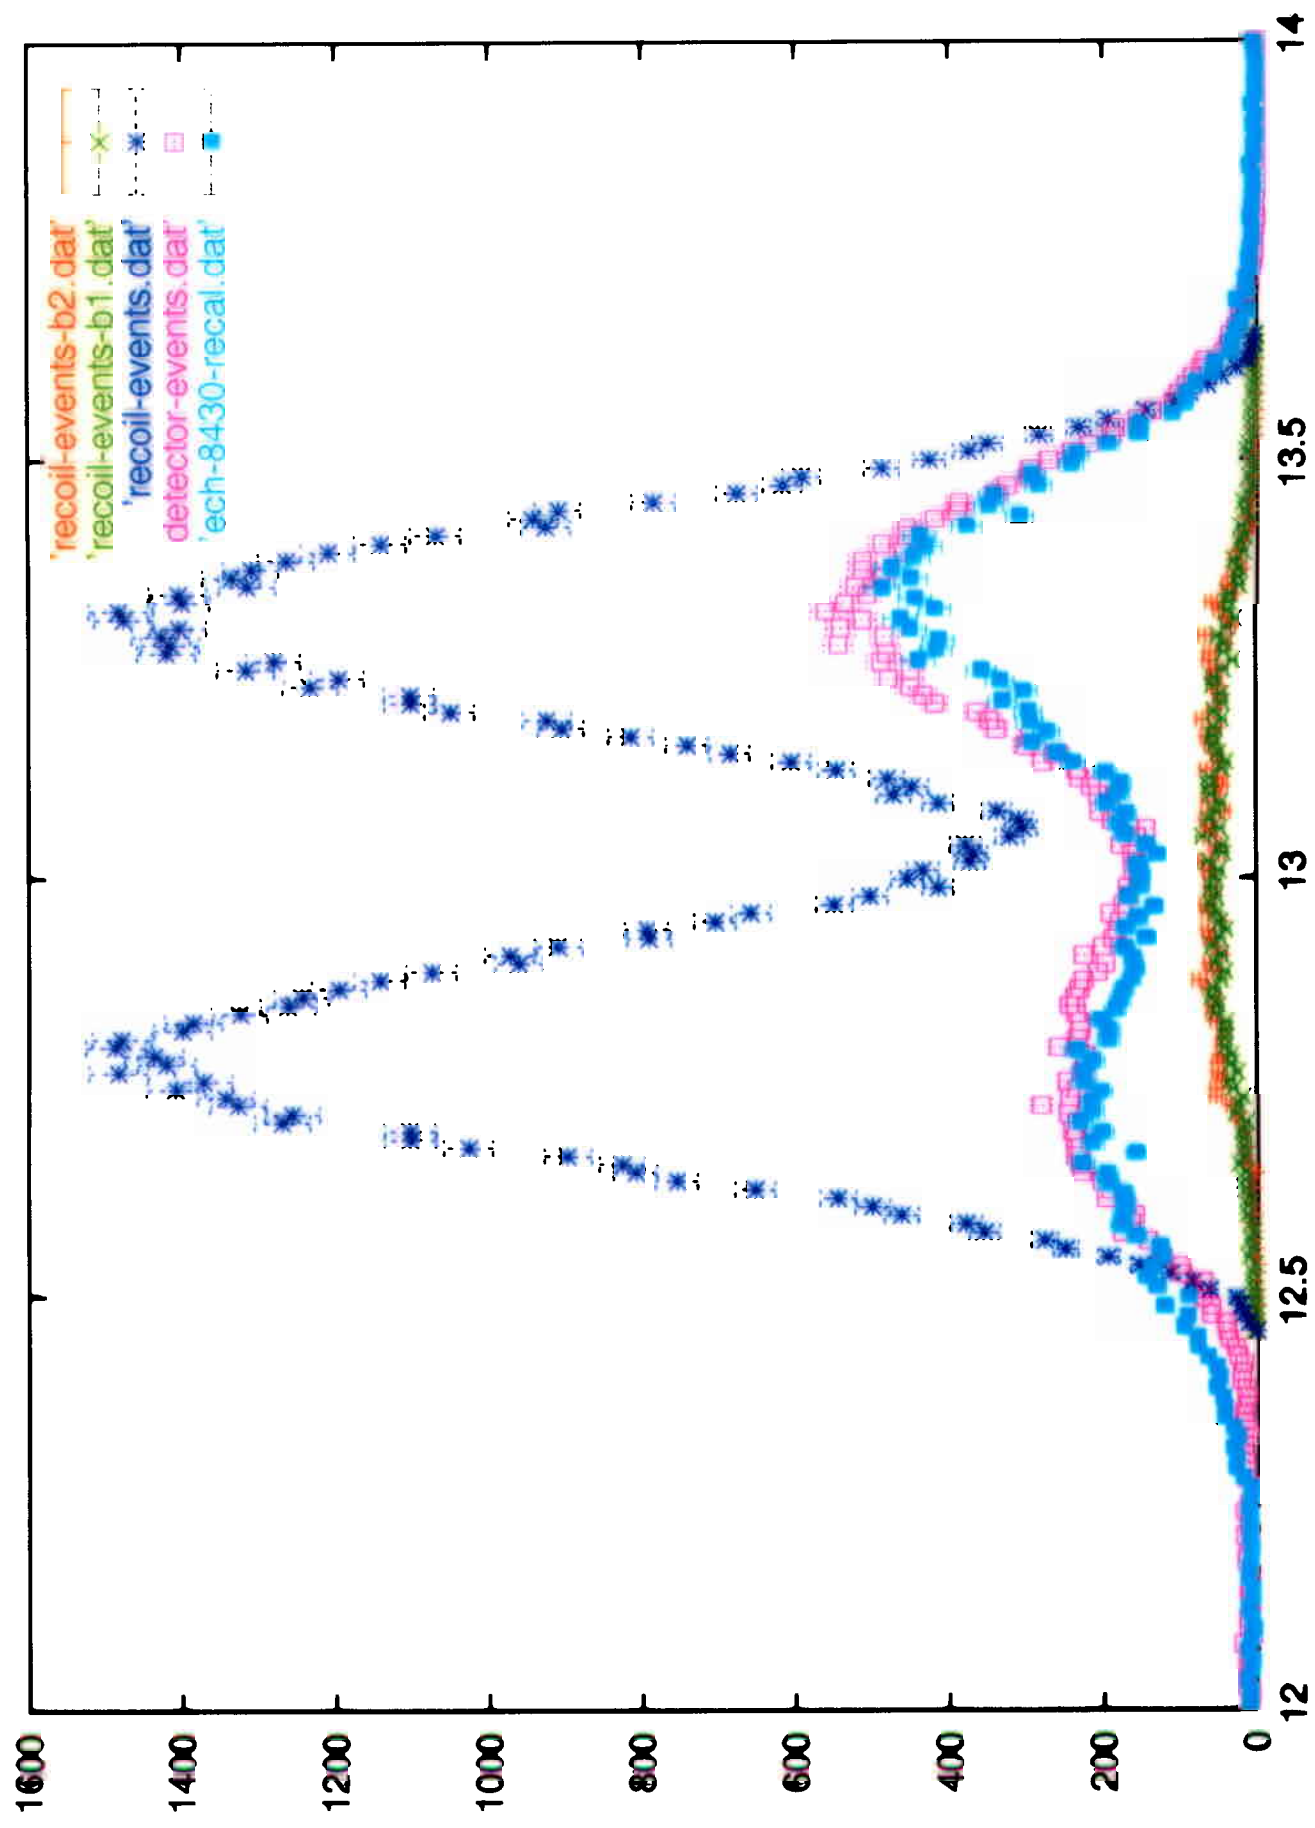 'recoil-events-b2.dat'
'recoil-events-b1.dat'
'recoil-events.dat'
'detector-events.dat'
'ech-8430-recal.dat'
1600
1400
1200
1000
800
600
400
200
0
12
12.5
13
13.5
14